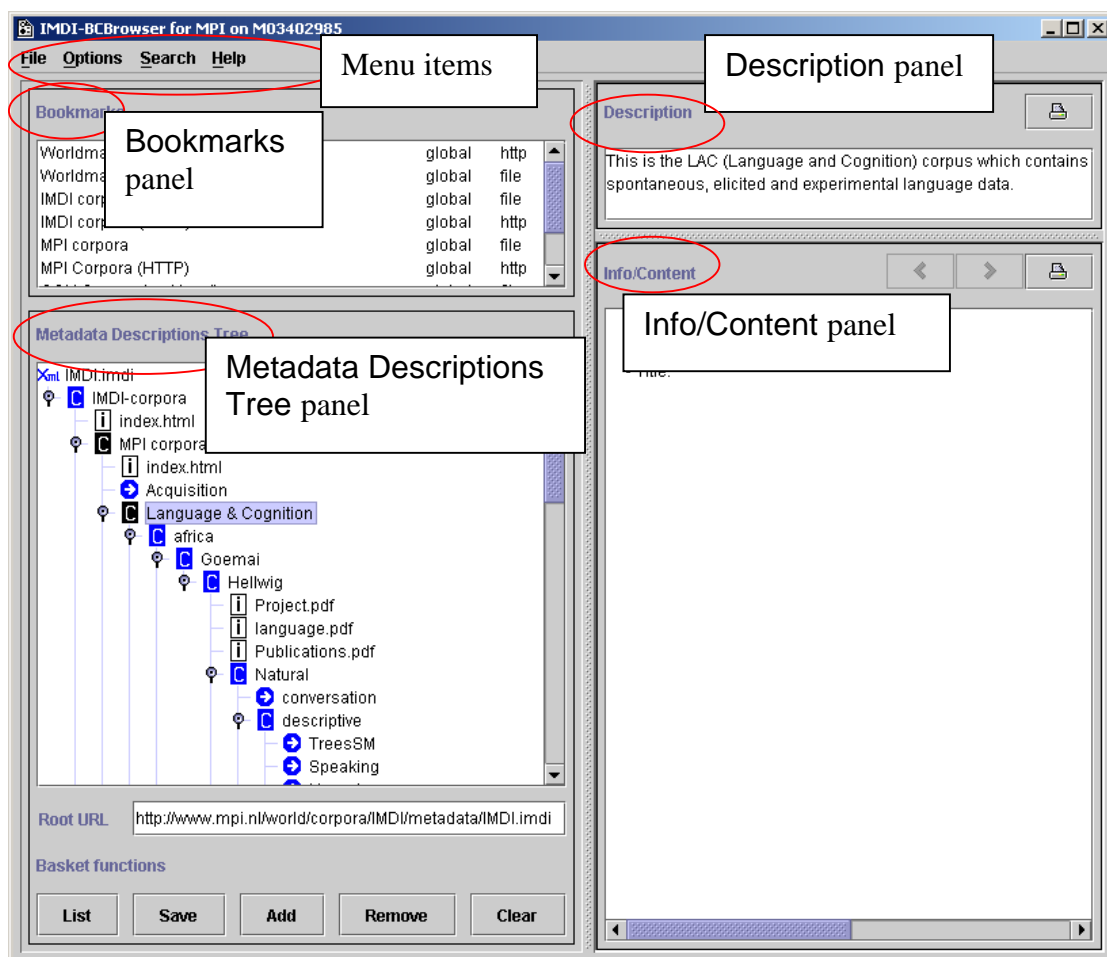 IMDI-BCBrowser for MPI on M03402985
File Options Search Help
Menu items
Description panel
Bookmarks
Bookmarks
panel
global http
global file
IMDI global file
IMDI global http
MPI corpora global file
MPI Corpora (HTTP) global http
Description
This is the LAC (Language and Cognition) corpus which contains
spontaneous, elicited and experimental language data.
Info/Content
Info/Content panel
Title:
Metadata Descriptions Tree
Metadata Descriptions
Tree panel
Xml IMDI.imdi
C IMDI-corpora
i index.html
C MPI corpora
i index.html
Acquisition
C Language & Cognition
C africa
C Goemai
C Hellwig
i Project.pdf
i language.pdf
i Publications.pdf
C Natural
conversation
C descriptive
TreesSM
Speaking
Root URL http://www.mpi.nl/world/corpora/IMDI/metadata/IMDI.imdi
Basket functions
List Save Add Remove Clear